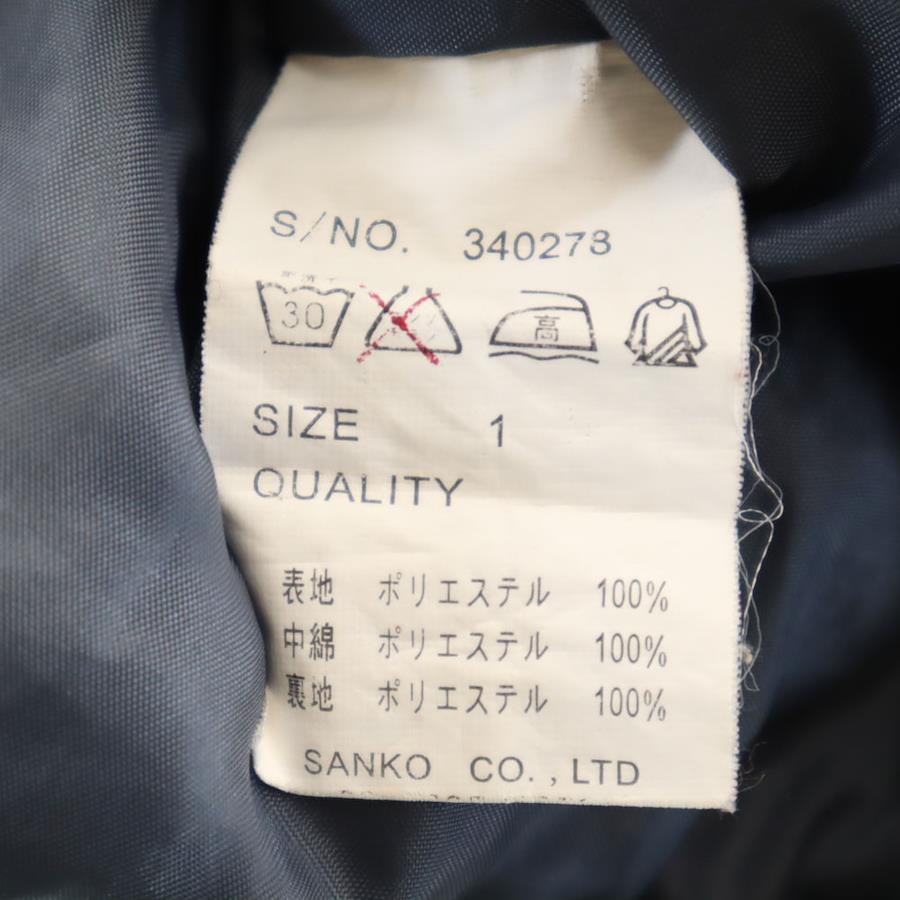 S/NO. 340278
30 高
SIZE 1
QUALITY
表地 ポリエステル 100%
中綿 ポリエステル 100%
裏地 ポリエステル 100%
SANKO CO.,LTD